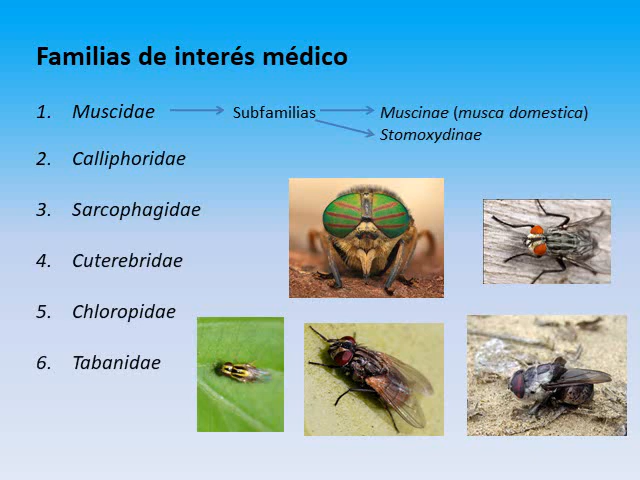 Familias de interés médico
1. Muscidae Subfamilias Muscinae (musca domestica)
Stomoxydinae
2. Calliphoridae
3. Sarcophagidae
4. Cuterebridae
5. Chloropidae
6. Tabanidae